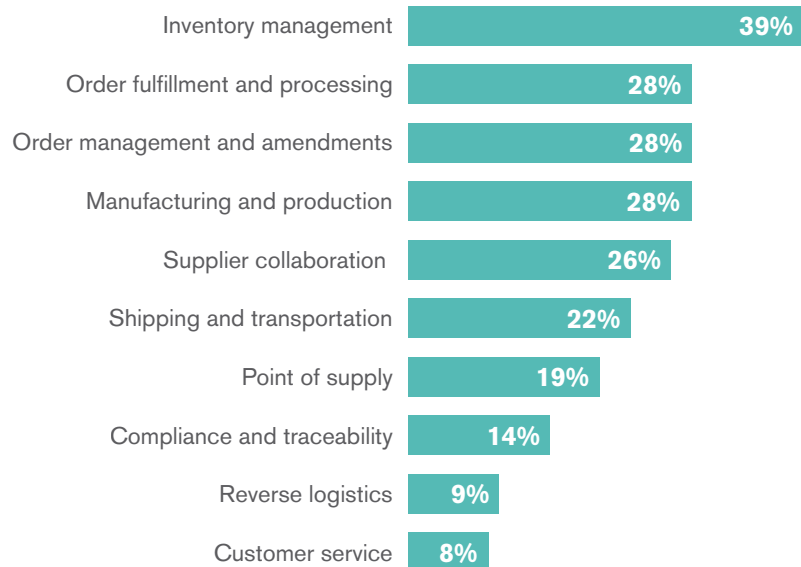 Inventory management 39%
Order fulfillment and processing 28%
Order management and amendments 28%
Manufacturing and production 28%
Supplier collaboration 26%
Shipping and transportation 22%
Point of supply 19%
Compliance and traceability 14%
Reverse logistics 9%
Customer service 8%